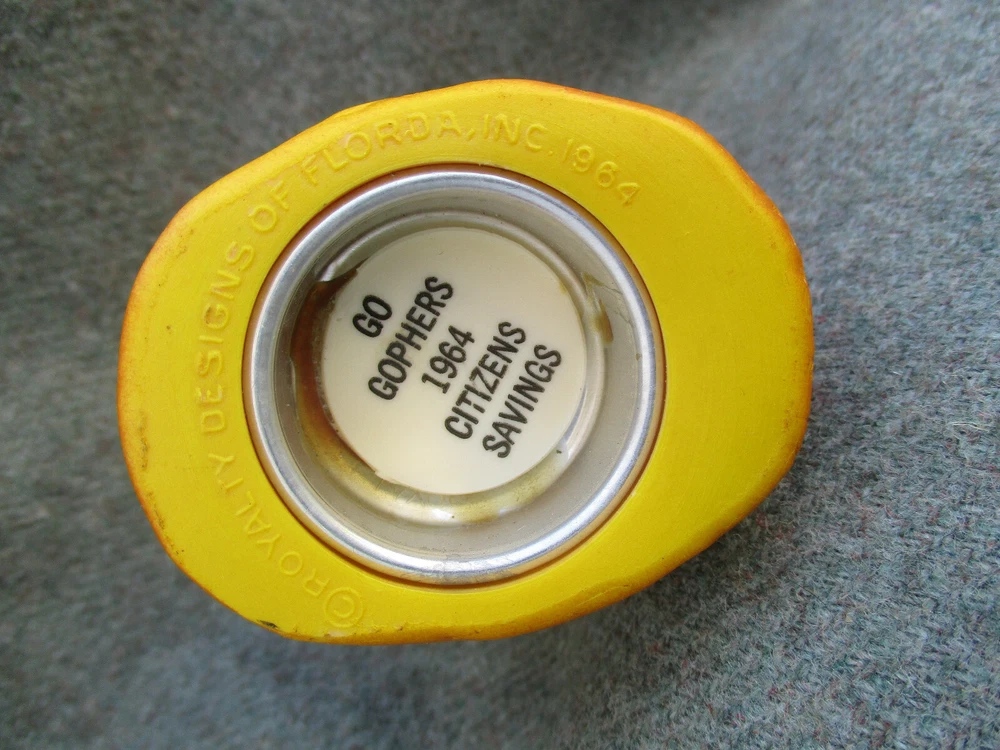 © ROYALTY DESIGNS OF FLORDA, INC. 1964
GO
GOPHERS
1964
CITIZENS
SAVINGS